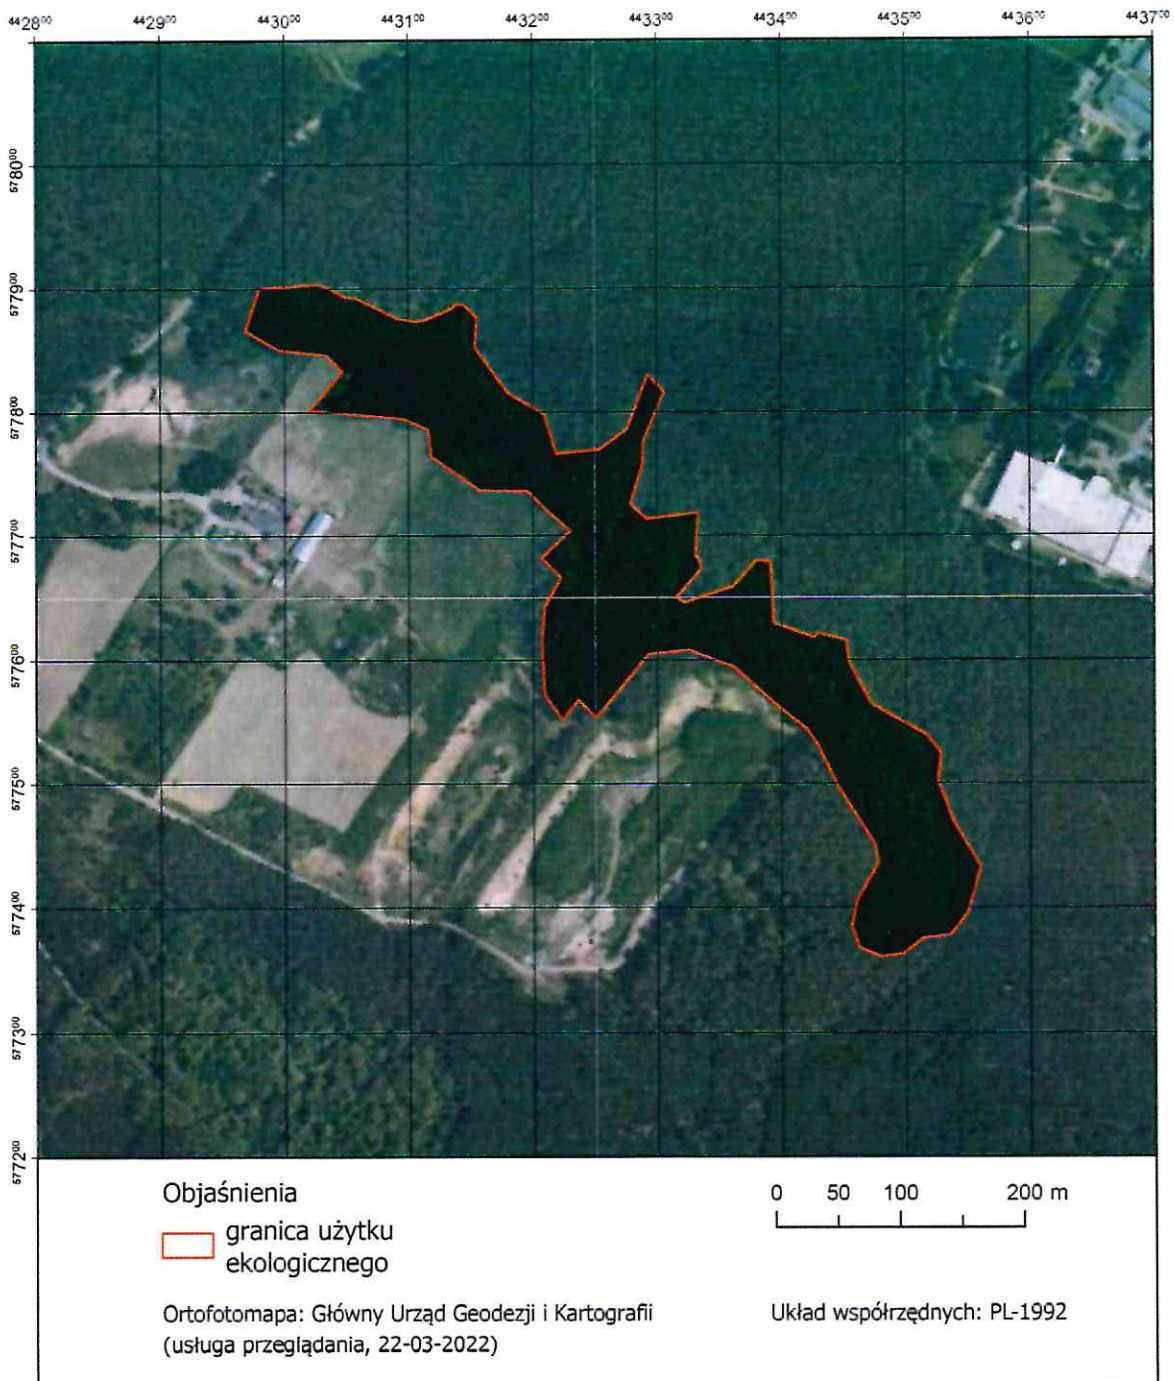 4428⁰⁰ 4429⁰⁰ 4430⁰⁰ 4431⁰⁰ 4432⁰⁰ 4433⁰⁰ 4434⁰⁰ 4435⁰⁰ 4436⁰⁰ 4437⁰⁰
5780⁰⁰
5779⁰⁰
5778⁰⁰
5777⁰⁰
5776⁰⁰
5775⁰⁰
5774⁰⁰
5773⁰⁰
5772⁰⁰
Objaśnienia
granica użytku
ekologicznego
0 50 100 200 m
Ortofotomapa: Główny Urząd Geodezji i Kartografii
(usługa przeglądania, 22-03-2022)
Układ współrzędnych: PL-1992